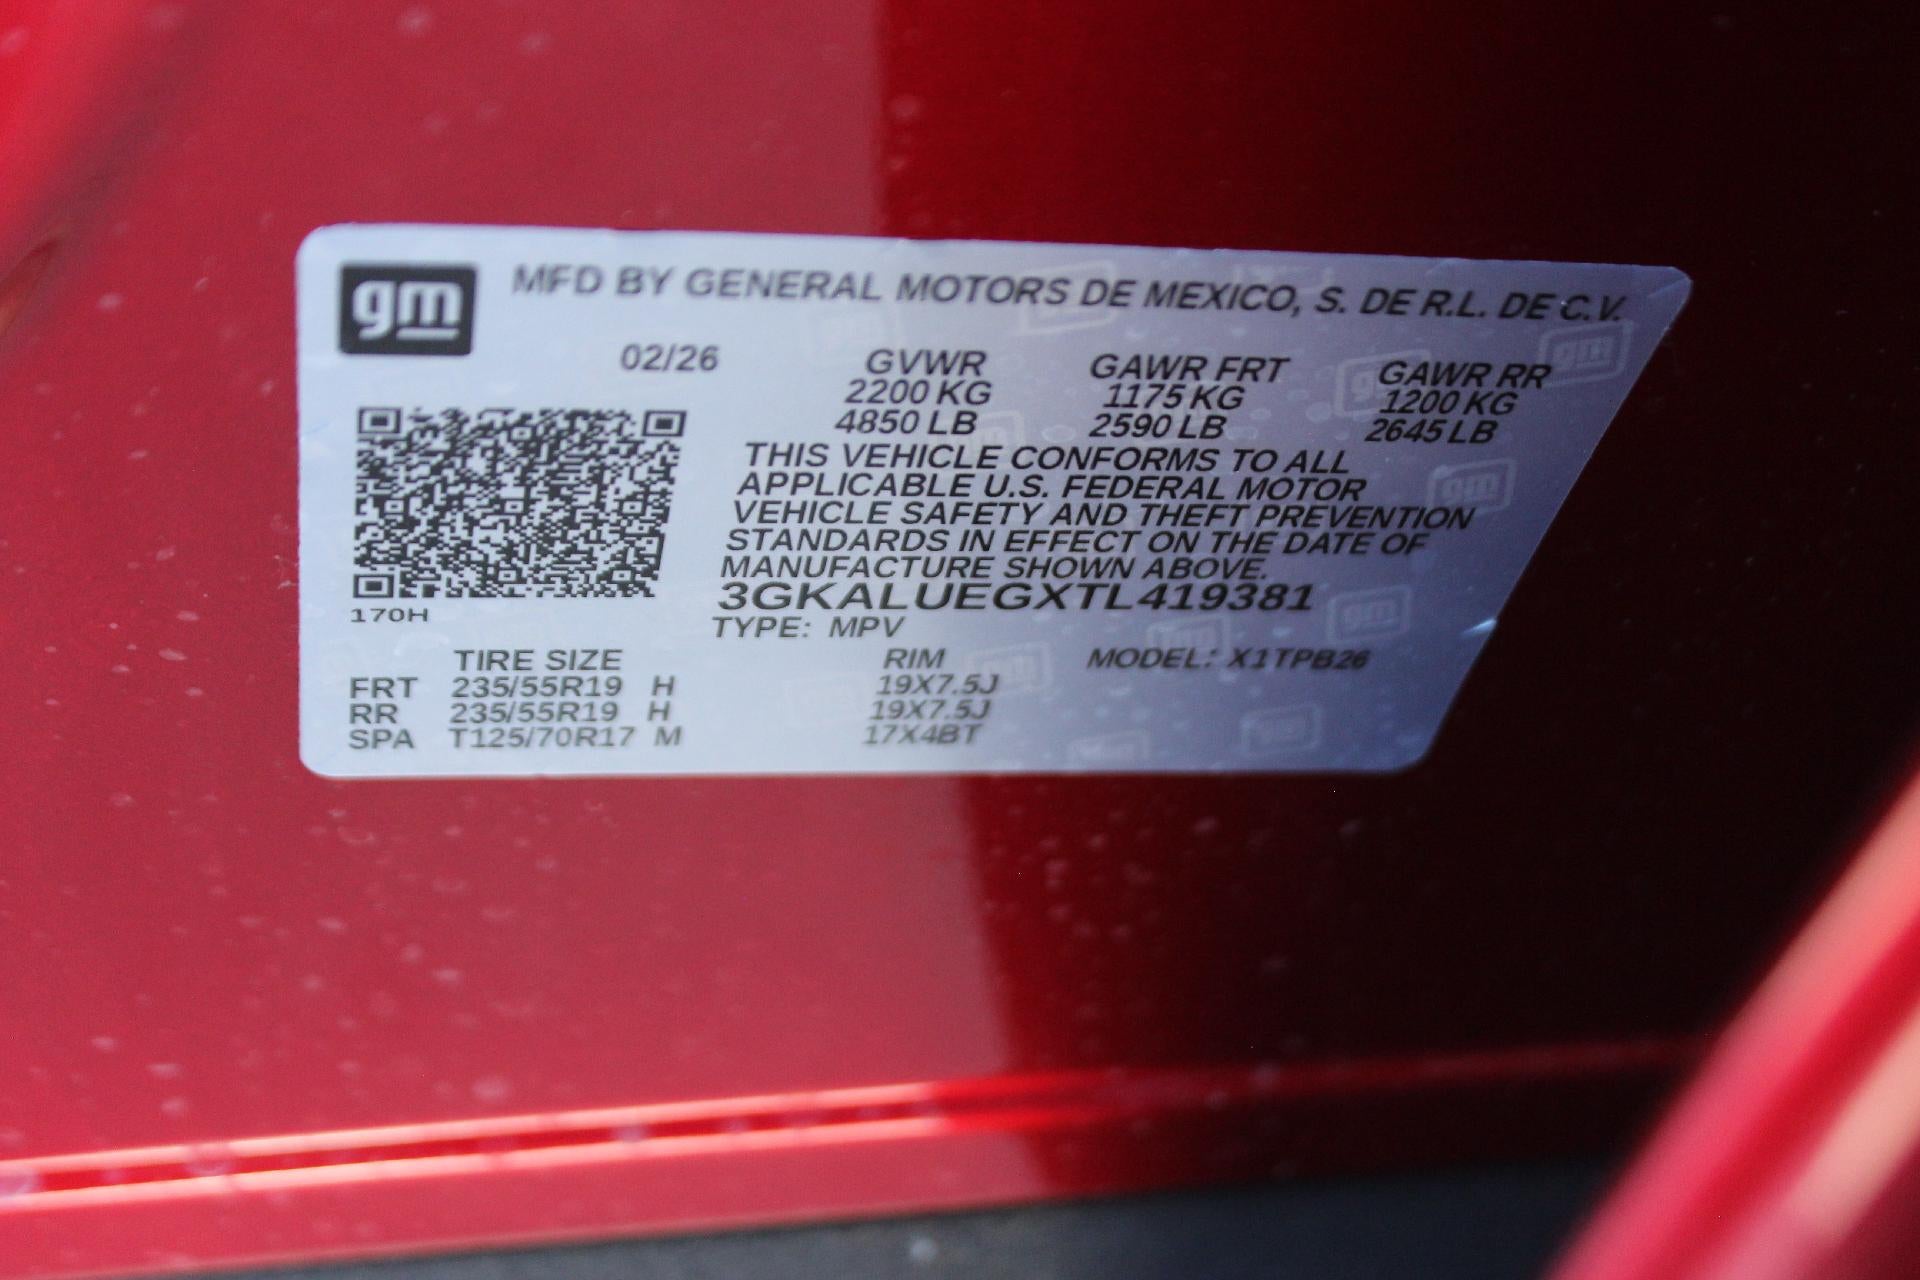 gm
MFD BY GENERAL MOTORS DE MEXICO, S. DE R.L. DE C.V.
02/26 GVWR GAWR FRT GAWR RR
2200 KG 1175 KG 1200 KG
4850 LB 2590 LB 2645 LB
THIS VEHICLE CONFORMS TO ALL
APPLICABLE U.S. FEDERAL MOTOR
VEHICLE SAFETY AND THEFT PREVENTION
STANDARDS IN EFFECT ON THE DATE OF
MANUFACTURE SHOWN ABOVE.
3GKALUEGXTL419381
170H
TYPE: MPV
TIRE SIZE RIM MODEL: X1TPB26
FRT 235/55R19 H 19X7.5J
RR 235/55R19 H 19X7.5J
SPA T125/70R17 M 17X4BT